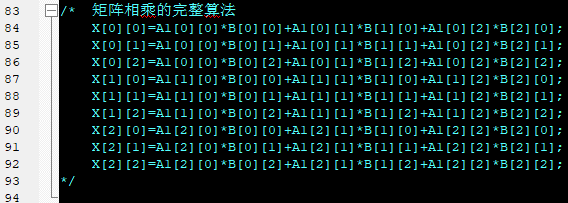 83 /* 矩阵相乘的完整算法
84 X[0][0]=A1[0][0]*B[0][0]+A1[0][1]*B[1][0]+A1[0][2]*B[2][0];
85 X[0][1]=A1[0][0]*B[0][1]+A1[0][1]*B[1][1]+A1[0][2]*B[2][1];
86 X[0][2]=A1[0][0]*B[0][2]+A1[0][1]*B[1][2]+A1[0][2]*B[2][2];
87 X[1][0]=A1[1][0]*B[0][0]+A1[1][1]*B[1][0]+A1[1][2]*B[2][0];
88 X[1][1]=A1[1][0]*B[0][1]+A1[1][1]*B[1][1]+A1[1][2]*B[2][1];
89 X[1][2]=A1[1][0]*B[0][2]+A1[1][1]*B[1][2]+A1[1][2]*B[2][2];
90 X[2][0]=A1[2][0]*B[0][0]+A1[2][1]*B[1][0]+A1[2][2]*B[2][0];
91 X[2][1]=A1[2][0]*B[0][1]+A1[2][1]*B[1][1]+A1[2][2]*B[2][1];
92 X[2][2]=A1[2][0]*B[0][2]+A1[2][1]*B[1][2]+A1[2][2]*B[2][2];
93 */
94